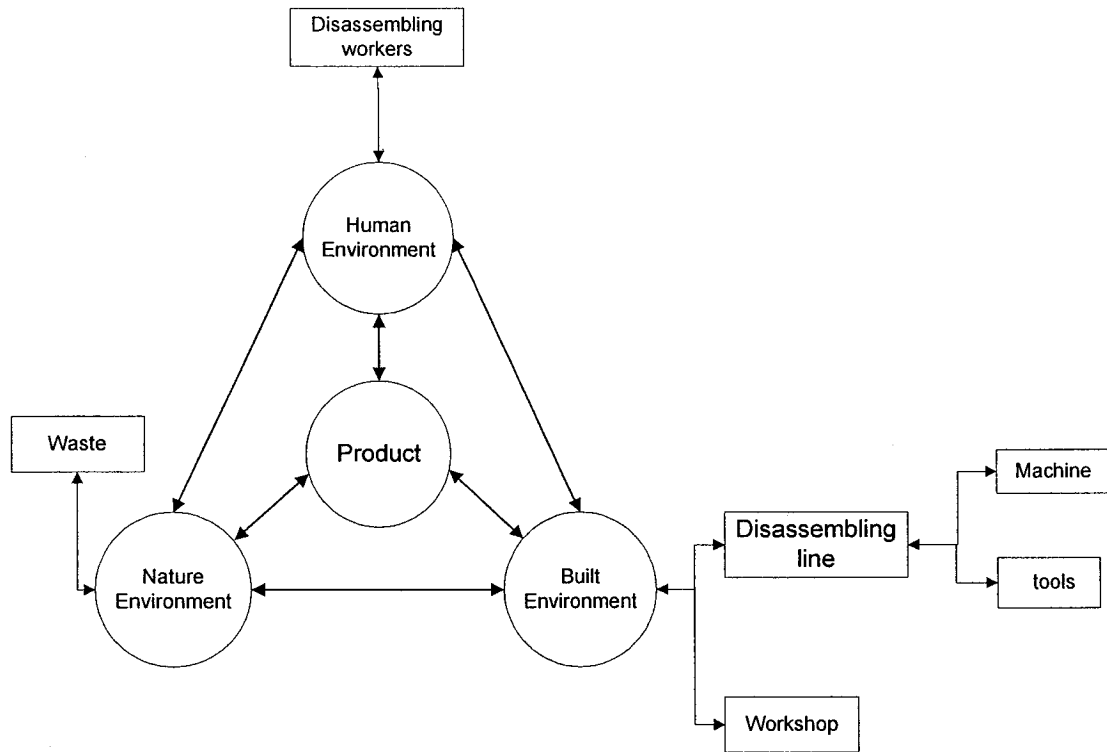 Disassembling
workers
Human
Environment
Product
Waste
Nature
Environment
Built
Environment
Disassembling
line
Machine
tools
Workshop